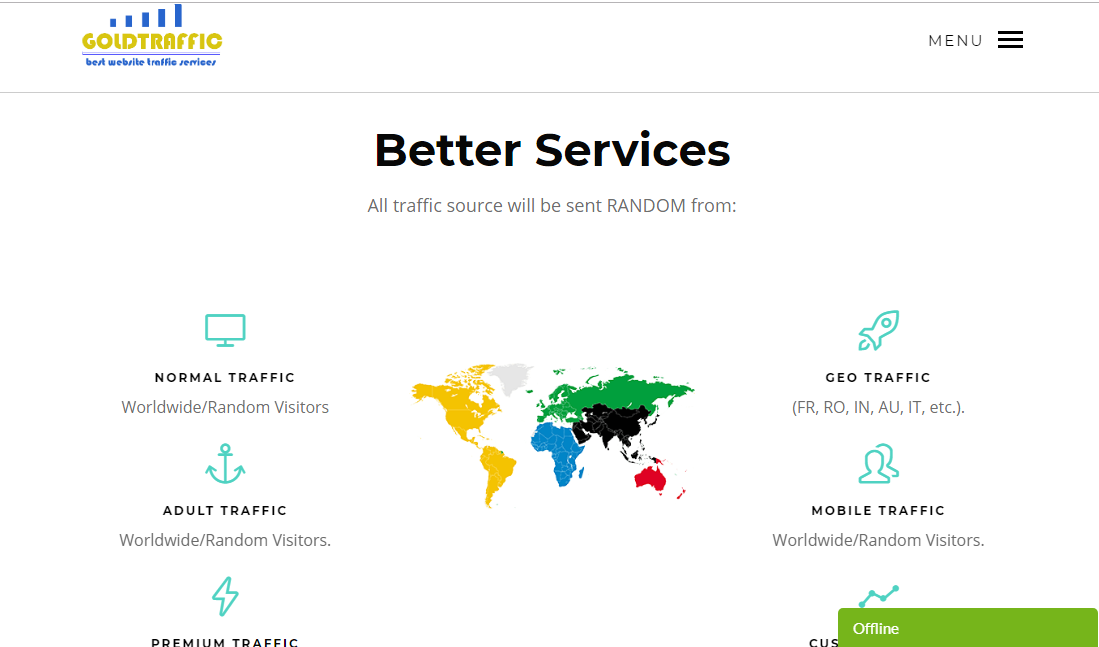 GOLDTRAFFIC
best website traffic services
MENU
Better Services
All traffic source will be sent RANDOM from:
NORMAL TRAFFIC
Worldwide/Random Visitors
GEO TRAFFIC
(FR, RO, IN, AU, IT, etc.).
ADULT TRAFFIC
Worldwide/Random Visitors.
MOBILE TRAFFIC
Worldwide/Random Visitors.
PREMIUM TRAFFIC
Offline